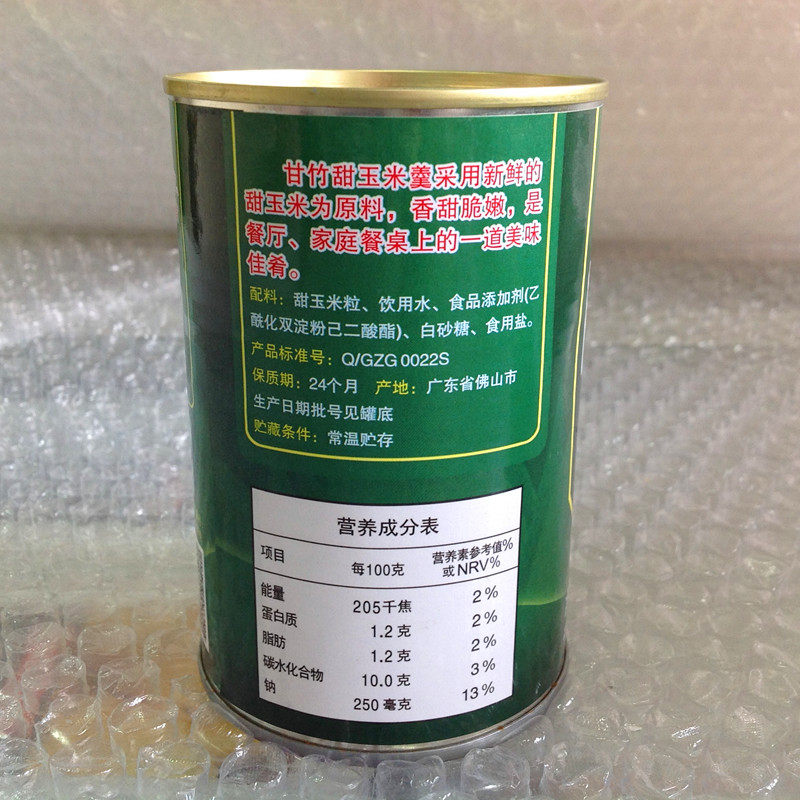 甘竹甜玉米羹采用新鲜的
甜玉米为原料，香甜脆嫩，是
餐厅、家庭餐桌上的一道美味
佳肴。
配料：甜玉米粒、饮用水、食品添加剂(乙
酰化双淀粉己二酸酯)、白砂糖、食用盐。
产品标准号：Q/GZG 0022S
保质期：24个月 产地：广东省佛山市
生产日期批号见罐底
贮藏条件：常温贮存
营养成分表
项目 每100克 营养素参考值%
或NRV%
能量 205千焦 2%
蛋白质 1.2克 2%
脂肪 1.2克 2%
碳水化合物 10.0克 3%
钠 250毫克 13%